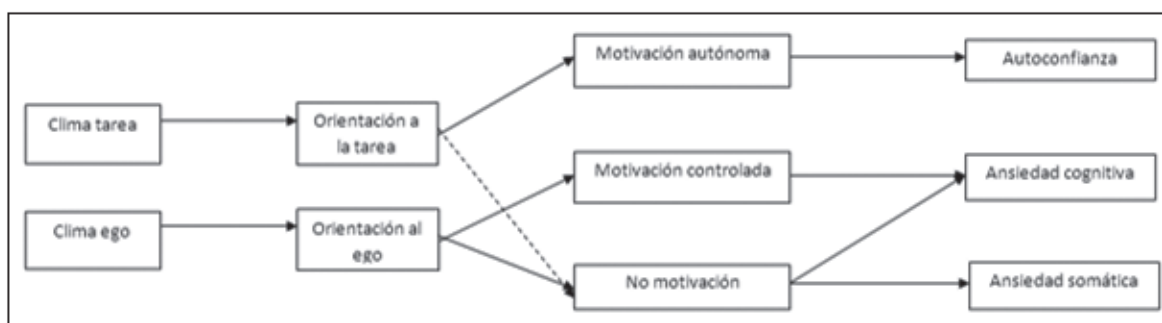 Motivación autónoma
Autoconfianza
Clima tarea
Orientación a
la tarea
Motivación controlada
Ansiedad cognitiva
Clima ego
Orientación al
ego
No motivación
Ansiedad somática